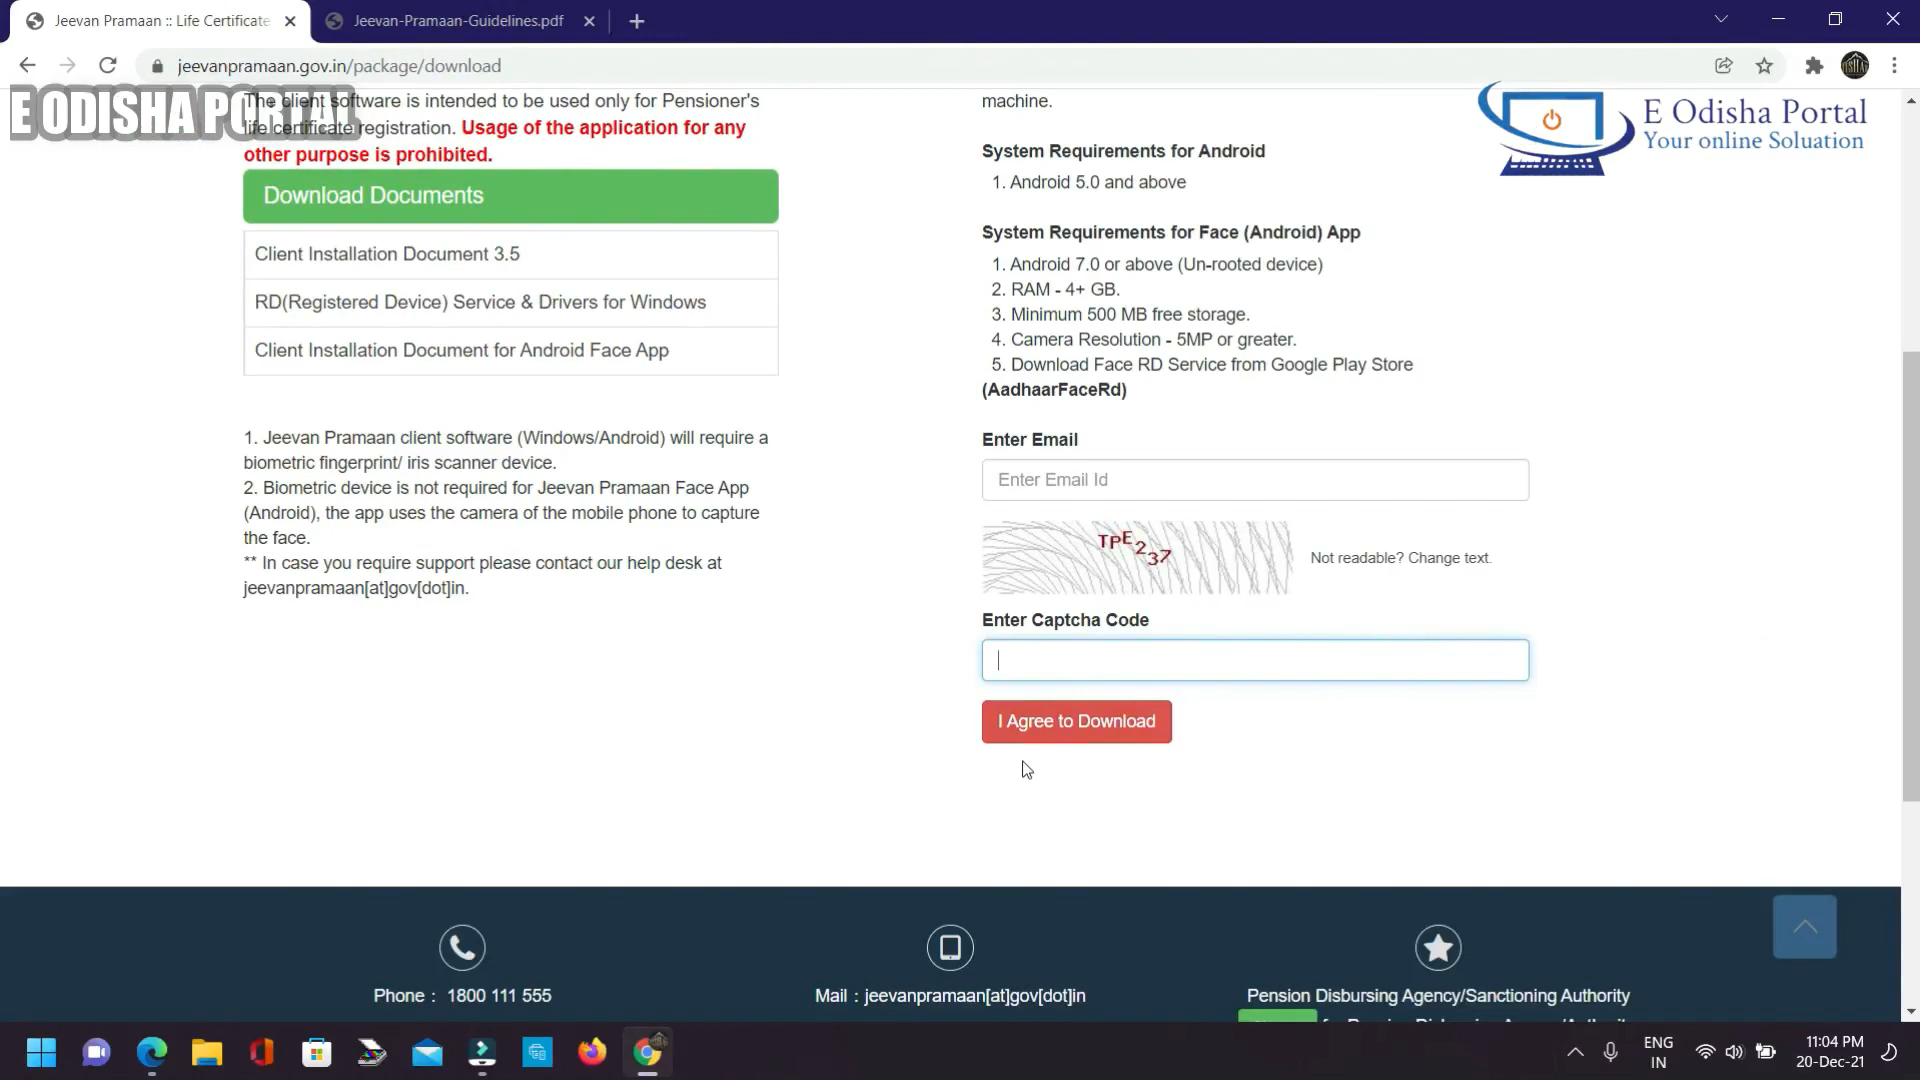 Jeevan Pramaan :: Life Certificate
Jeevan-Pramaan-Guidelines.pdf
jeevanpramaan.gov.in/package/download
E ODISHA PORTAL
The client software is intended to be used only for Pensioner's
life certificate registration. Usage of the application for any
other purpose is prohibited.
Download Documents
Client Installation Document 3.5
RD(Registered Device) Service & Drivers for Windows
Client Installation Document for Android Face App
1. Jeevan Pramaan client software (Windows/Android) will require a
biometric fingerprint/ iris scanner device.
2. Biometric device is not required for Jeevan Pramaan Face App
(Android), the app uses the camera of the mobile phone to capture
the face.
** In case you require support please contact our help desk at
jeevanpramaan[at]gov[dot]in.
machine.
System Requirements for Android
1. Android 5.0 and above
System Requirements for Face (Android) App
1. Android 7.0 or above (Un-rooted device)
2. RAM - 4+ GB.
3. Minimum 500 MB free storage.
4. Camera Resolution - 5MP or greater.
5. Download Face RD Service from Google Play Store
(AadhaarFaceRd)
Enter Email
Enter Email Id
TPE237
Not readable? Change text.
Enter Captcha Code
I Agree to Download
E Odisha Portal
Your online Soluation
Phone : 1800 111 555
Mail : jeevanpramaan[at]gov[dot]in
Pension Disbursing Agency/Sanctioning Authority
ENG
IN
11:04 PM
20-Dec-21